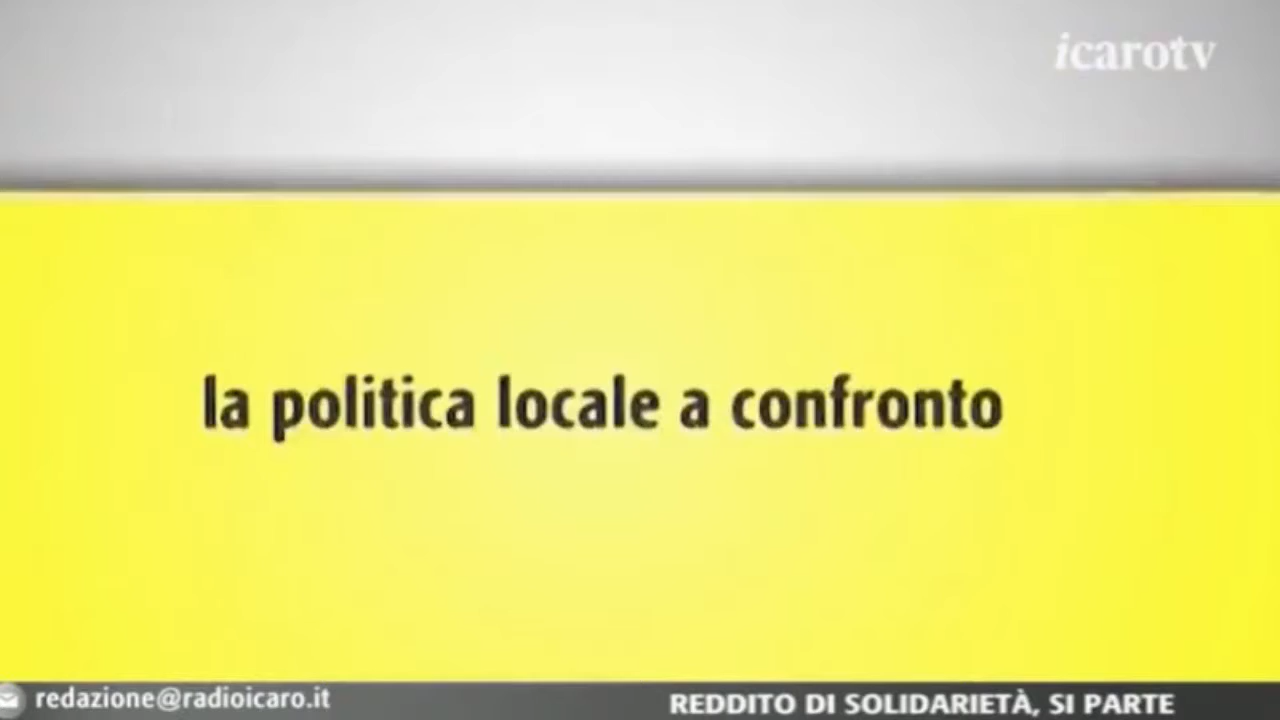 icarotv
la politica locale a confronto
redazione@radioicaro.it
REDDITO DI SOLIDARIETÀ, SI PARTE